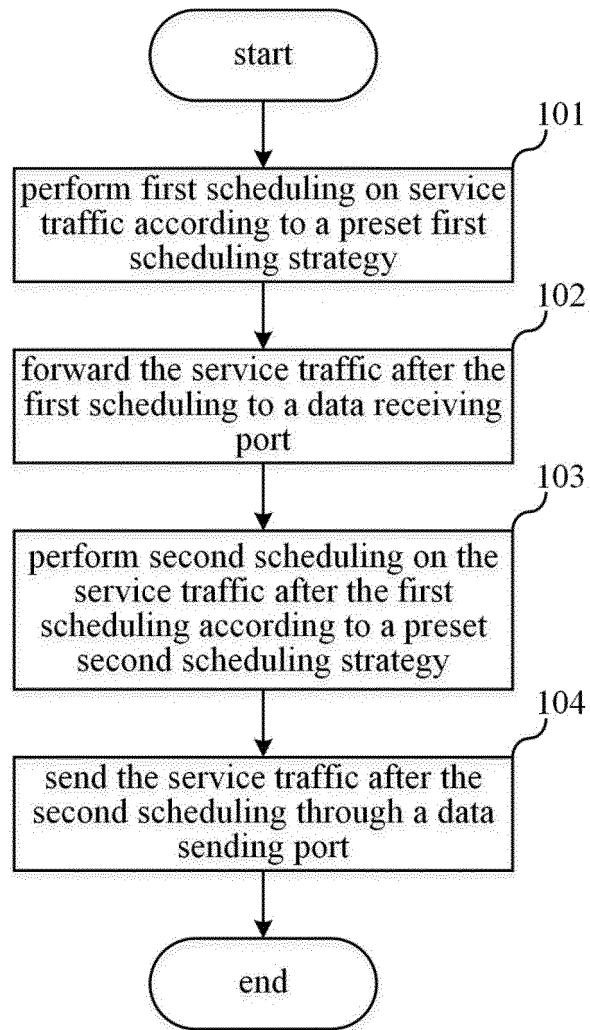 start
101
perform first scheduling on service
traffic according to a preset first
scheduling strategy
102
forward the service traffic after the
first scheduling to a data receiving
port
103
perform second scheduling on the
service traffic after the first
scheduling according to a preset
second scheduling strategy
104
send the service traffic after the
second scheduling through a data
sending port
end